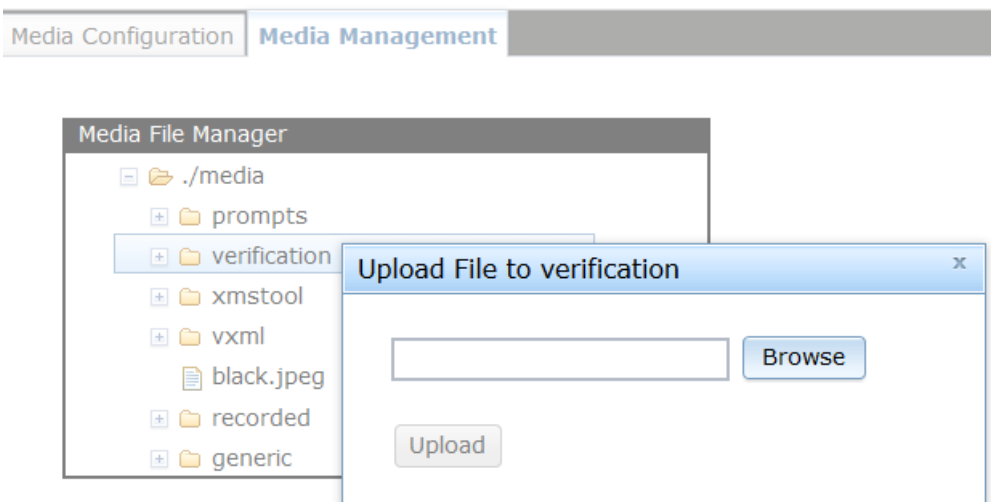 Media Configuration Media Management
Media File Manager
./media
prompts
verification
xmstool
vxml
black.jpeg
recorded
generic
Upload File to verification x
Browse
Upload